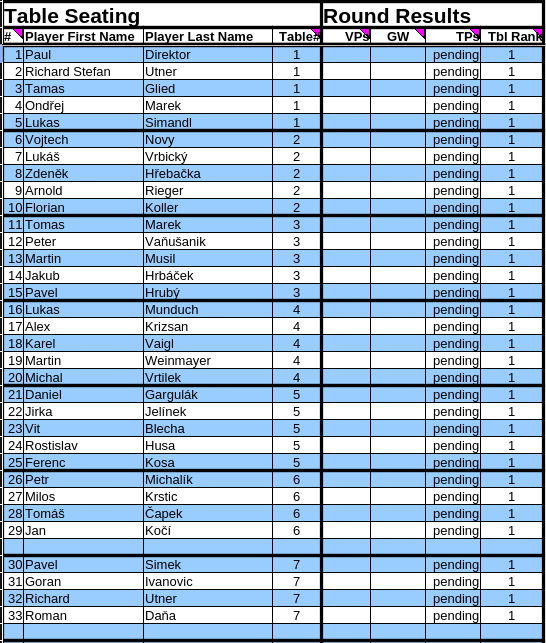 Table Seating Round Results
# Player First Name Player Last Name Table# VPs GW TPs Tbl Rank
1 Paul Direktor 1 pending 1
2 Richard Stefan Utner 1 pending 1
3 Tamas Glied 1 pending 1
4 Ondřej Marek 1 pending 1
5 Lukas Simandl 1 pending 1
6 Vojtech Novy 2 pending 1
7 Lukáš Vrbický 2 pending 1
8 Zdeněk Hřebačka 2 pending 1
9 Arnold Rieger 2 pending 1
10 Florian Koller 2 pending 1
11 Tomas Marek 3 pending 1
12 Peter Vaňušanik 3 pending 1
13 Martin Musil 3 pending 1
14 Jakub Hrbáček 3 pending 1
15 Pavel Hrubý 3 pending 1
16 Lukas Munduch 4 pending 1
17 Alex Krizsan 4 pending 1
18 Karel Vaigl 4 pending 1
19 Martin Weinmayer 4 pending 1
20 Michal Vrtilek 4 pending 1
21 Daniel Gargulák 5 pending 1
22 Jirka Jelínek 5 pending 1
23 Vit Blecha 5 pending 1
24 Rostislav Husa 5 pending 1
25 Ferenc Kosa 5 pending 1
26 Petr Michalík 6 pending 1
27 Milos Krstic 6 pending 1
28 Tomáš Čapek 6 pending 1
29 Jan Kočí 6 pending 1
30 Pavel Simek 7 pending 1
31 Goran Ivanovic 7 pending 1
32 Richard Utner 7 pending 1
33 Roman Daňa 7 pending 1